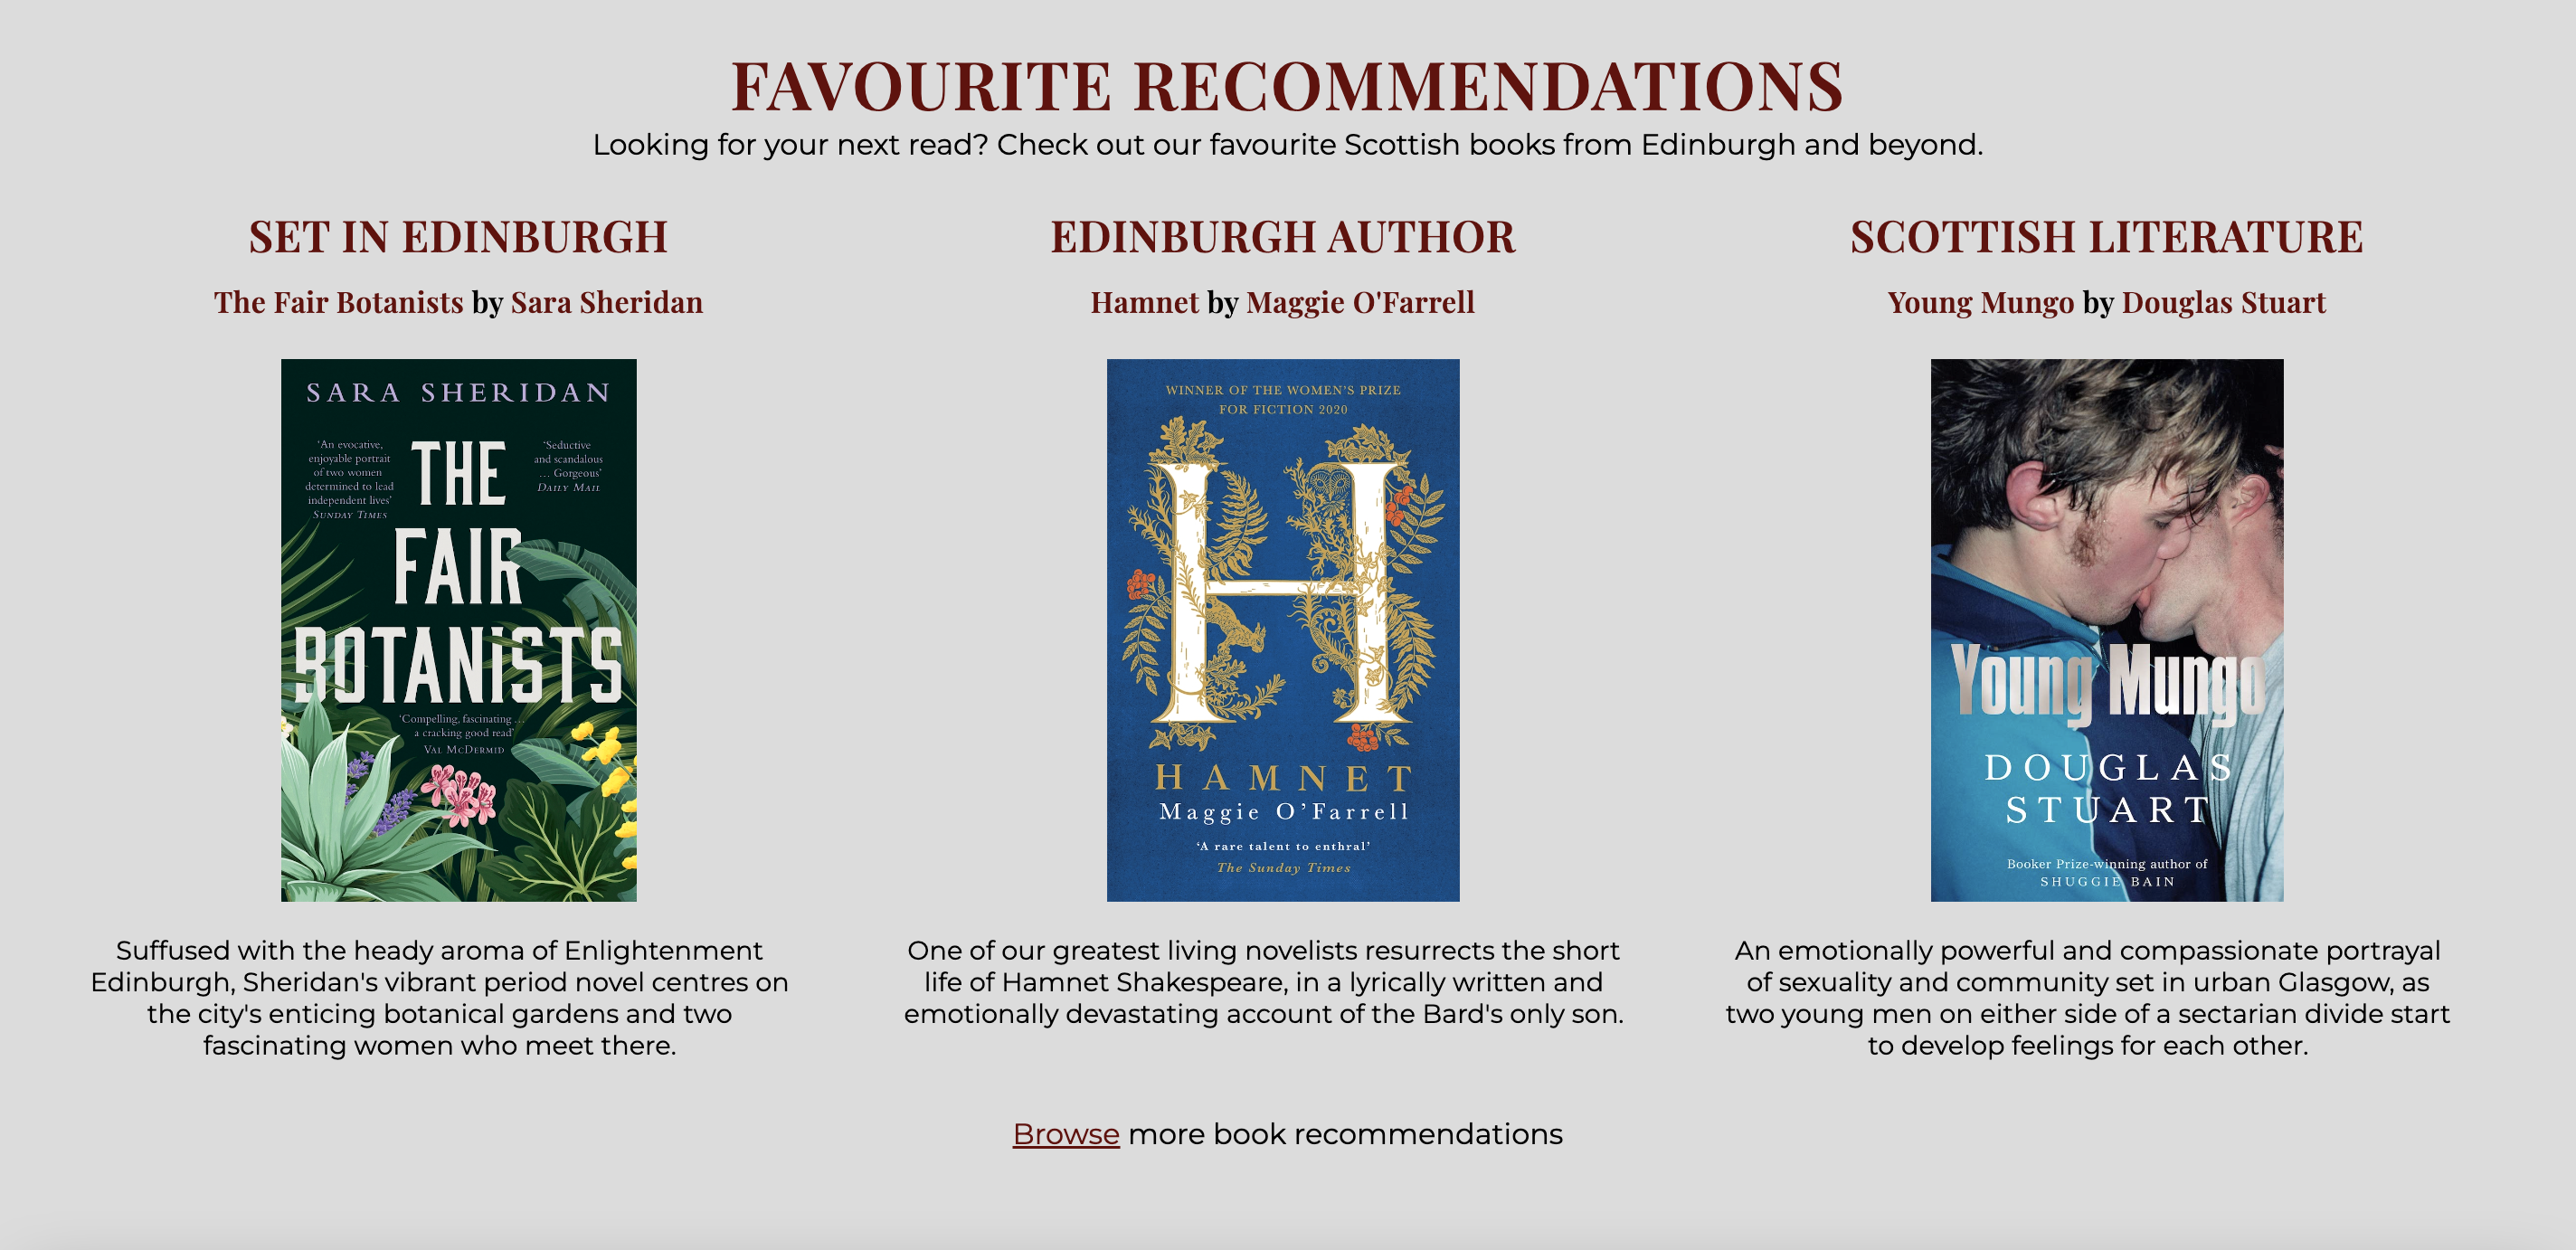 FAVOURITE RECOMMENDATIONS
Looking for your next read? Check out our favourite Scottish books from Edinburgh and beyond.
SET IN EDINBURGH
The Fair Botanists by Sara Sheridan
SARA SHERIDAN
'An evocative,
enjoyable portrait
of two women
determined to lead
independent lives'
SUNDAY TIMES
'Seductive
and scandalous
... Gorgeous'
DAILY MAIL
THE
FAIR
BOTANiSTS
'Compelling, fascinating ...
a cracking good read'
VAL MCDERMID
Suffused with the heady aroma of Enlightenment
Edinburgh, Sheridan's vibrant period novel centres on
the city's enticing botanical gardens and two
fascinating women who meet there.
EDINBURGH AUTHOR
Hamnet by Maggie O'Farrell
WINNER OF THE WOMEN'S PRIZE
FOR FICTION 2020
H
HAMNET
Maggie O'Farrell
'A rare talent to enthral'
The Sunday Times
One of our greatest living novelists resurrects the short
life of Hamnet Shakespeare, in a lyrically written and
emotionally devastating account of the Bard's only son.
SCOTTISH LITERATURE
Young Mungo by Douglas Stuart
Young Mungo
DOUGLAS
STUART
Booker Prize-winning author of
SHUGGIE BAIN
An emotionally powerful and compassionate portrayal
of sexuality and community set in urban Glasgow, as
two young men on either side of a sectarian divide start
to develop feelings for each other.
Browse more book recommendations